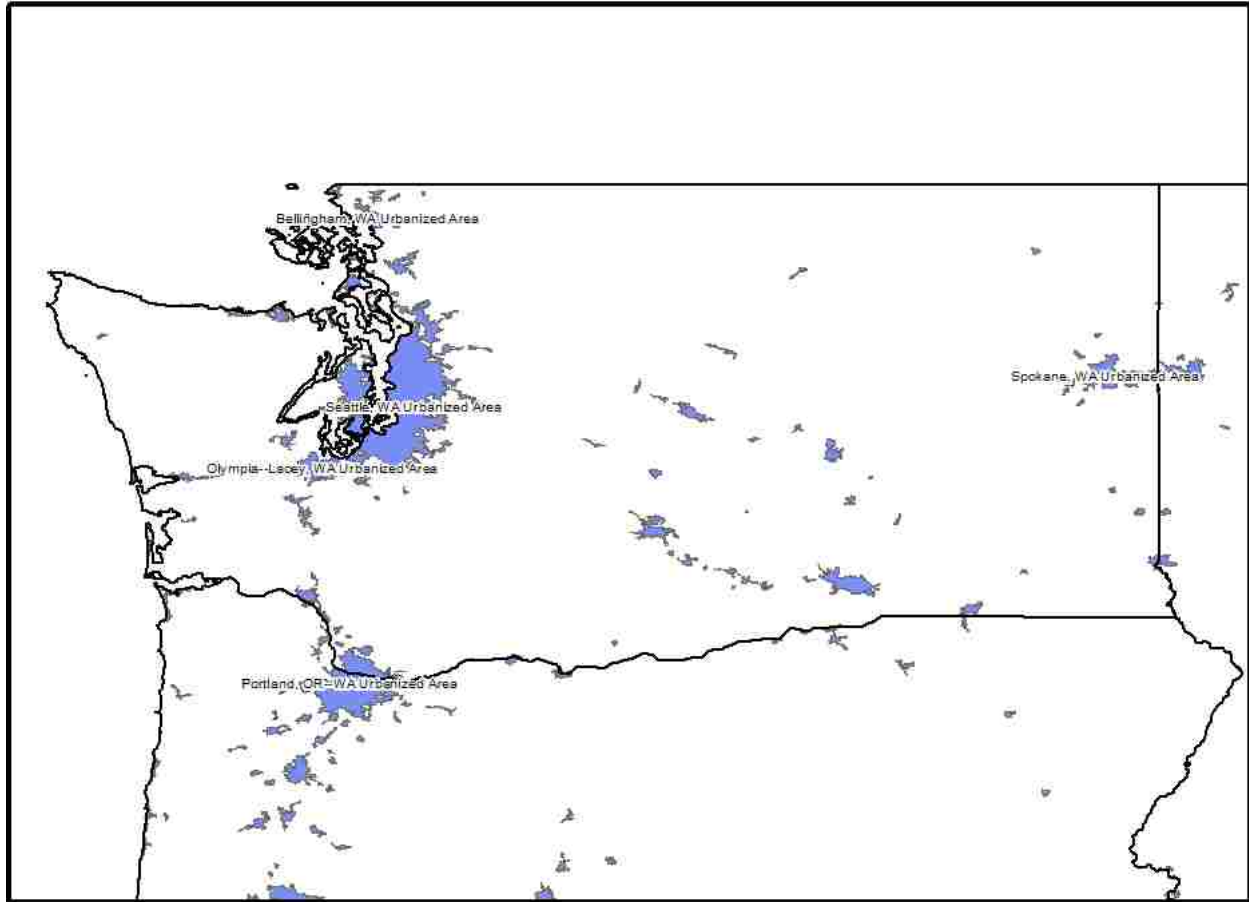 Bellingham, WA Urbanized Area
Spokane, WA Urbanized Area
Seattle, WA Urbanized Area
Olympia--Lacey, WA Urbanized Area
Portland, OR--WA Urbanized Area